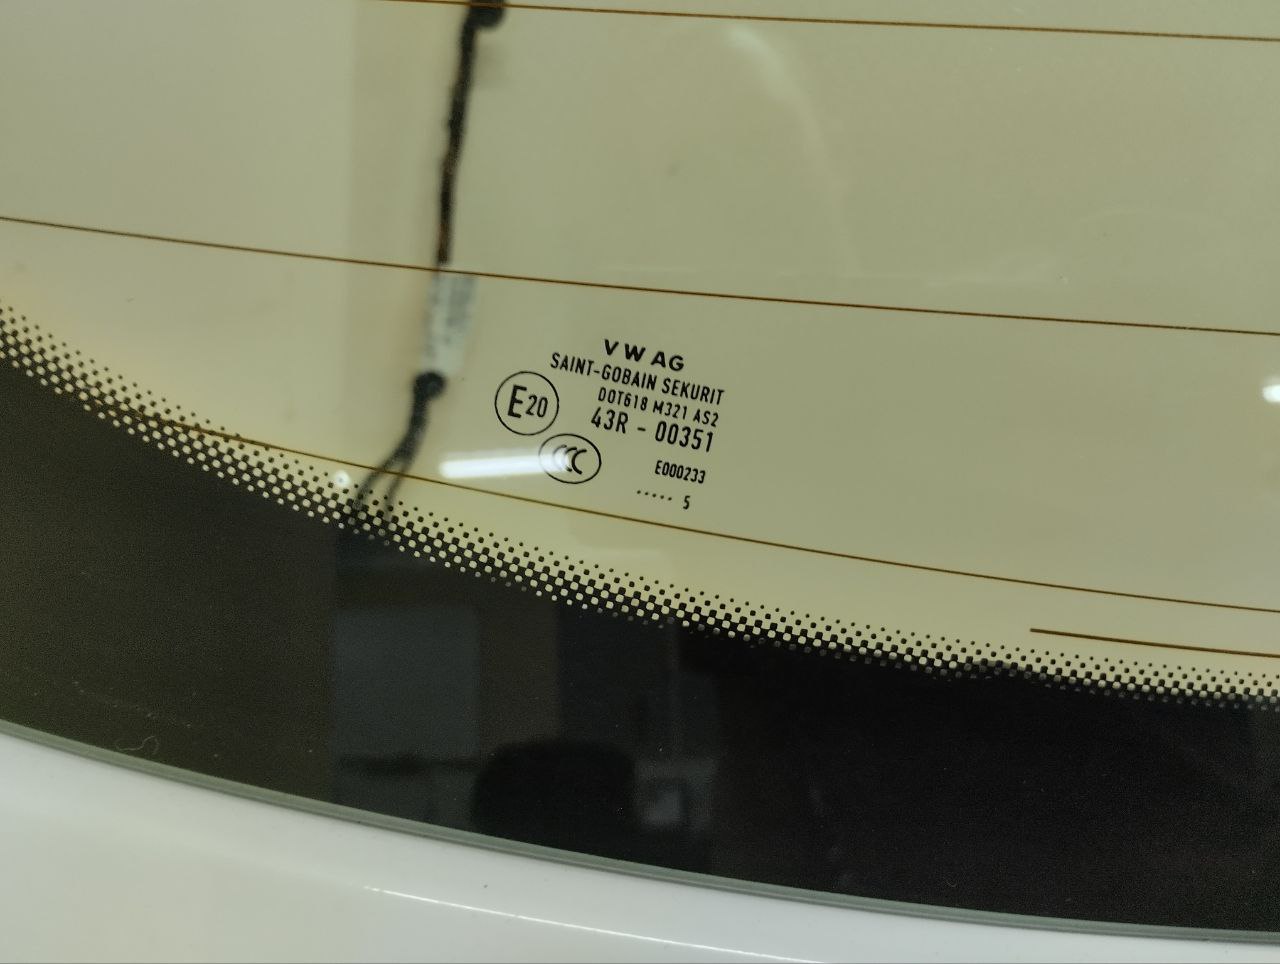 VW AG
SAINT-GOBAIN SEKURIT
E20
DOT618 M321 AS2
43R - 00351
CCC
E000233
..... 5